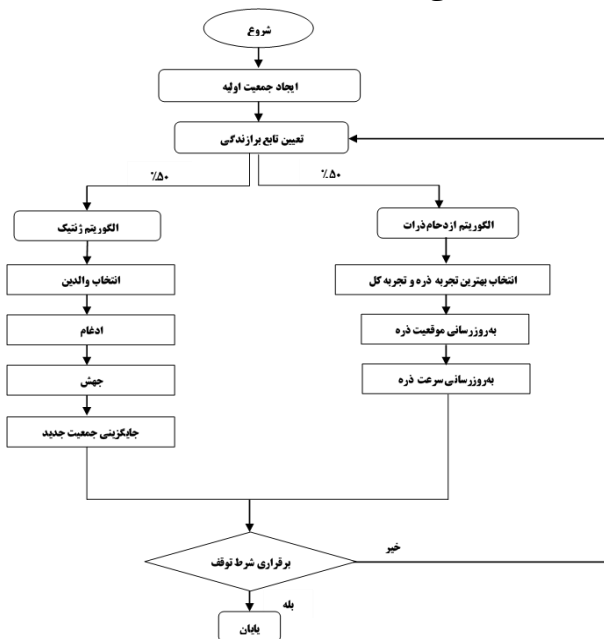 شروع
ایجاد جمعیت اولیه
تعیین تابع برازندگی
٪۵۰
٪۵۰
الگوریتم ازدحام ذرات
الگوریتم ژنتیک
انتخاب بهترین تجربه ذره و تجربه کل
انتخاب والدین
به‌روزرسانی موقعیت ذره
ادغام
به‌روزرسانی سرعت ذره
جهش
جایگزینی جمعیت جدید
برقراری شرط توقف
خیر
بله
پایان